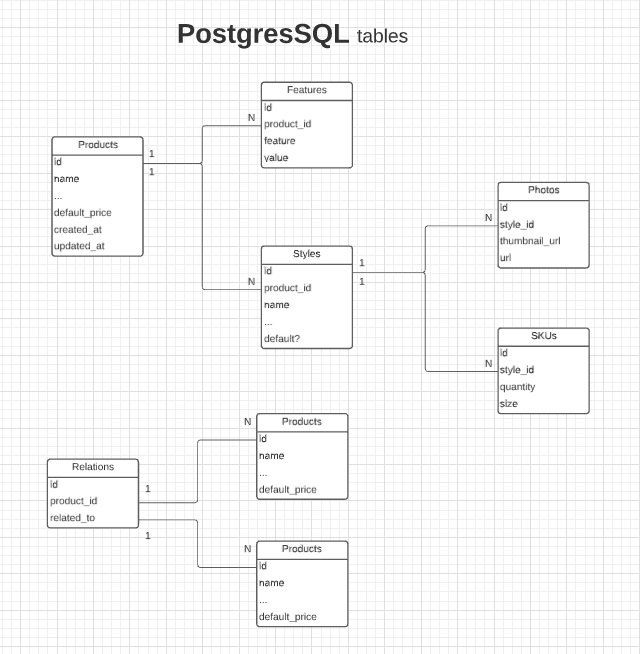 PostgresSQL tables
Features
id
product_id
feature
value
N
Products
id
name
...
default_price
created_at
updated_at
1
1
Styles
id
product_id
name
...
default?
N
1
1
Photos
id
style_id
thumbnail_url
url
N
SKUs
id
style_id
quantity
size
N
Relations
id
product_id
related_to
1
1
Products
id
name
...
default_price
N
Products
id
name
...
default_price
N